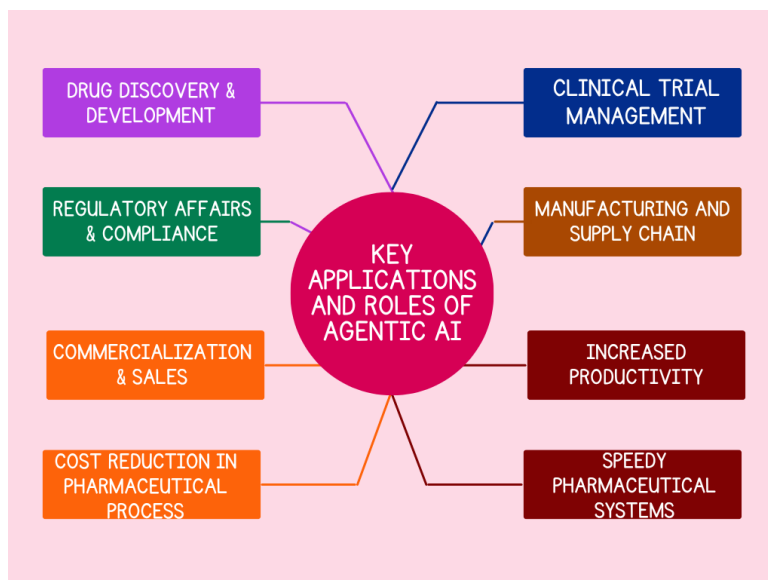 DRUG DISCOVERY &
DEVELOPMENT
CLINICAL TRIAL
MANAGEMENT
REGULATORY AFFAIRS
& COMPLIANCE
MANUFACTURING AND
SUPPLY CHAIN
KEY
APPLICATIONS
AND ROLES OF
AGENTIC AI
COMMERCIALIZATION
& SALES
INCREASED
PRODUCTIVITY
COST REDUCTION IN
PHARMACEUTICAL
PROCESS
SPEEDY
PHARMACEUTICAL
SYSTEMS